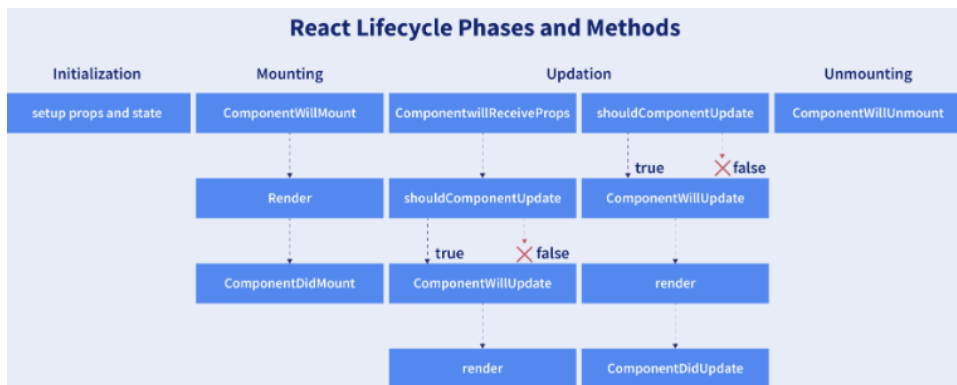 React Lifecycle Phases and Methods
Initialization Mounting Updation Unmounting
setup props and state ComponentWillMount ComponentwillReceiveProps shouldComponentUpdate ComponentWillUnmount
true false
Render shouldComponentUpdate ComponentWillUpdate
true false
ComponentDidMount ComponentWillUpdate render
render ComponentDidUpdate